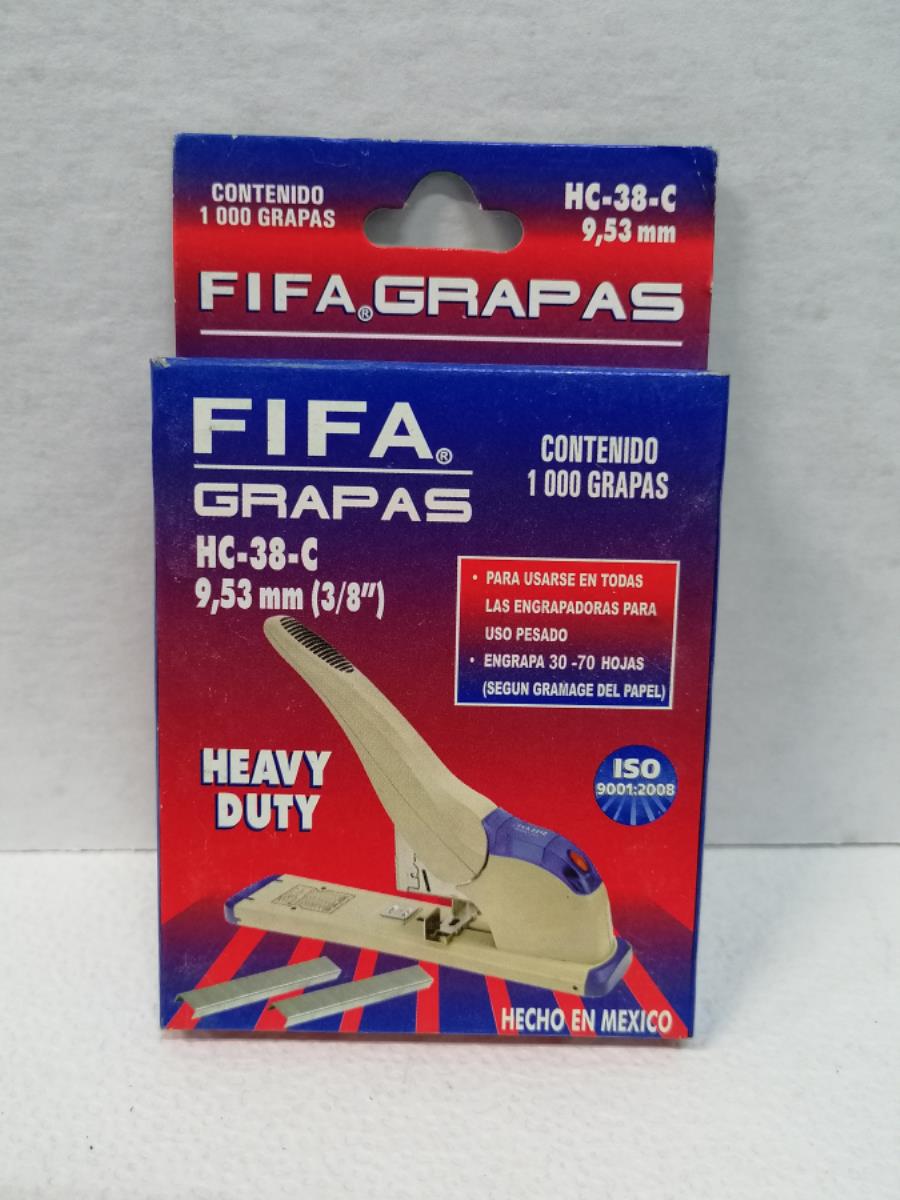 CONTENIDO
1 000 GRAPAS
HC-38-C
9,53 mm
FIFA®GRAPAS
FIFA®
GRAPAS
HC-38-C
9,53 mm (3/8")
CONTENIDO
1 000 GRAPAS
• PARA USARSE EN TODAS
LAS ENGRAPADORAS PARA
USO PESADO
• ENGRAPA 30 -70 HOJAS
(SEGUN GRAMAGE DEL PAPEL)
HEAVY
DUTY
ISO
9001:2008
HECHO EN MEXICO